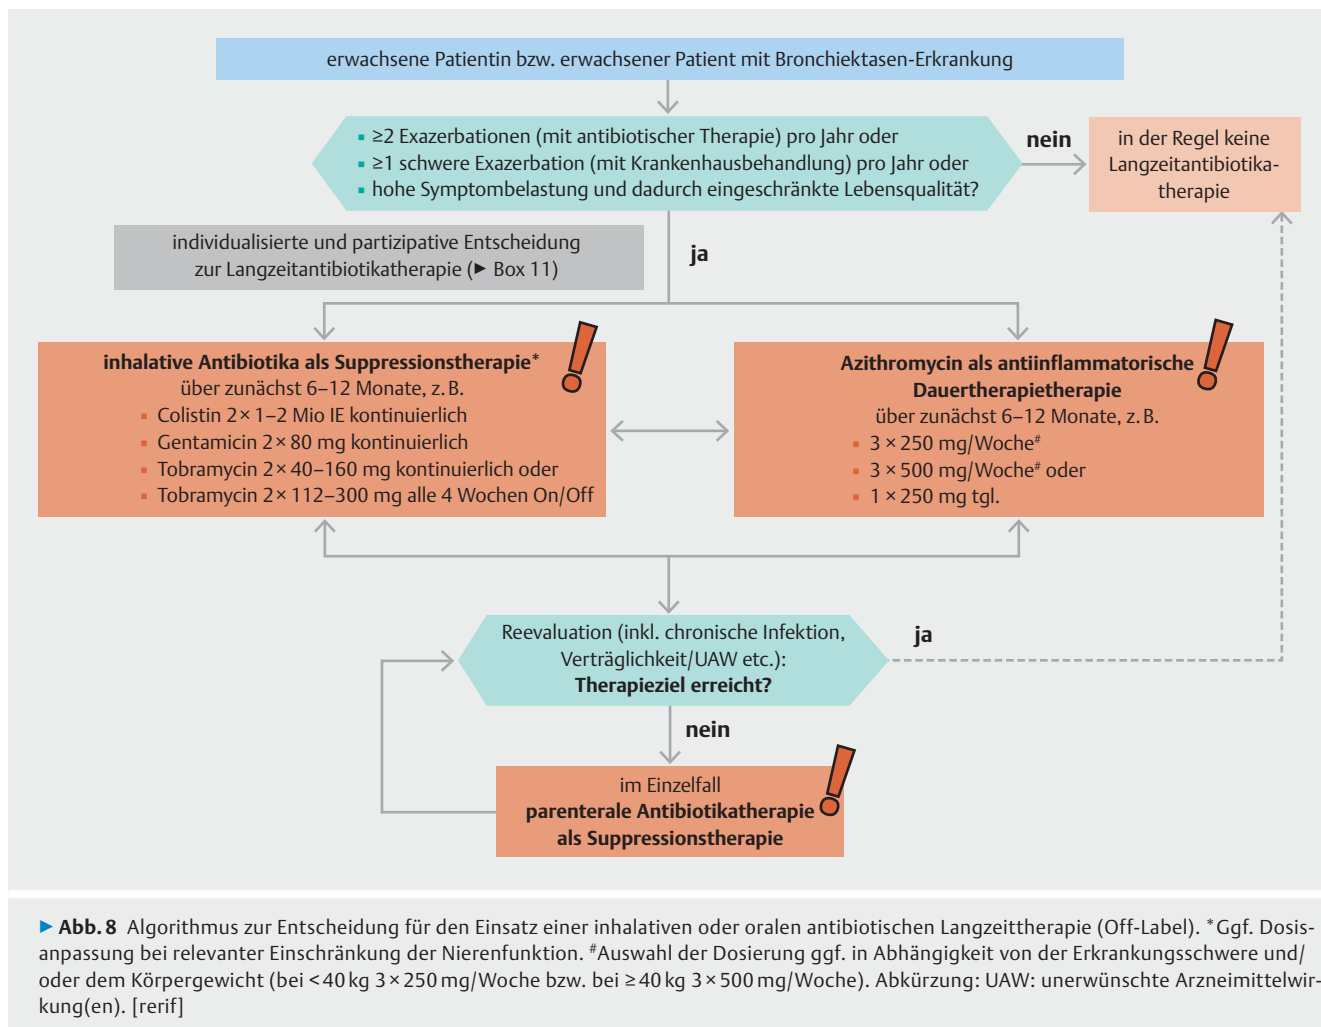 erwachsene Patientin bzw. erwachsener Patient mit Bronchiektasen-Erkrankung
▪ ≥2 Exazerbationen (mit antibiotischer Therapie) pro Jahr oder
▪ ≥1 schwere Exazerbation (mit Krankenhausbehandlung) pro Jahr oder
▪ hohe Symptombelastung und dadurch eingeschränkte Lebensqualität?
nein
in der Regel keine
Langzeitantibiotika-
therapie
individualisierte und partizipative Entscheidung
zur Langzeitantibiotikatherapie (▶ Box 11)
ja
inhalative Antibiotika als Suppressionstherapie*
über zunächst 6–12 Monate, z. B.
▪ Colistin 2 × 1–2 Mio IE kontinuierlich
▪ Gentamicin 2 × 80 mg kontinuierlich
▪ Tobramycin 2 × 40–160 mg kontinuierlich oder
▪ Tobramycin 2 × 112–300 mg alle 4 Wochen On/Off
Azithromycin als antiinflammatorische
Dauertherapietherapie
über zunächst 6–12 Monate, z. B.
▪ 3 × 250 mg/Woche#
▪ 3 × 500 mg/Woche# oder
▪ 1 × 250 mg tgl.
Reevaluation (inkl. chronische Infektion,
Verträglichkeit/UAW etc.):
Therapieziel erreicht?
ja
nein
im Einzelfall
parenterale Antibiotikatherapie
als Suppressionstherapie
▶ Abb. 8 Algorithmus zur Entscheidung für den Einsatz einer inhalativen oder oralen antibiotischen Langzeittherapie (Off-Label). *Ggf. Dosis-
anpassung bei relevanter Einschränkung der Nierenfunktion. #Auswahl der Dosierung ggf. in Abhängigkeit von der Erkrankungsschwere und/
oder dem Körpergewicht (bei < 40 kg 3 × 250 mg/Woche bzw. bei ≥ 40 kg 3 × 500 mg/Woche). Abkürzung: UAW: unerwünschte Arzneimittelwir-
kung(en). [rerif]